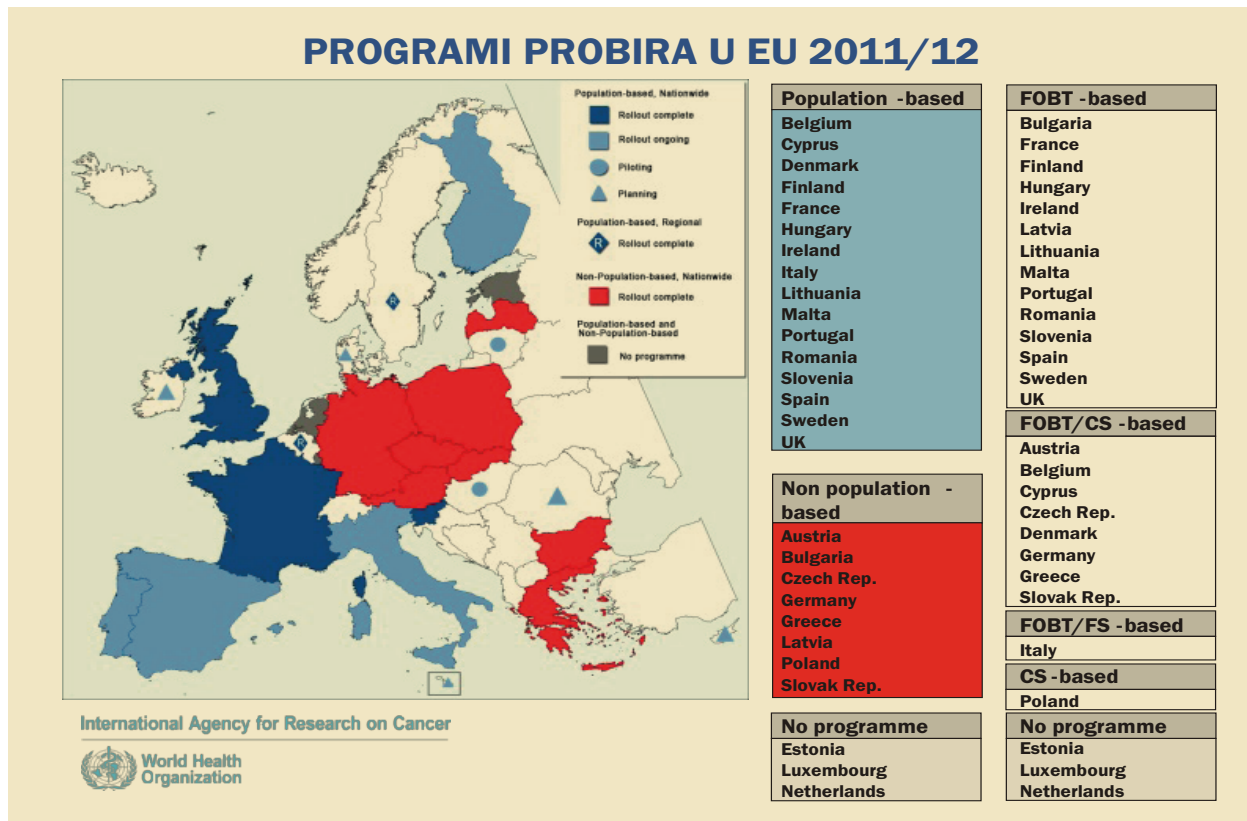 PROGRAMI PROBIRA U EU 2011/12
Population-based, Nationwide
Rollout complete
Rollout ongoing
Piloting
Planning
Population-based, Regional
R
Rollout complete
Non-Population-based, Nationwide
Rollout complete
Population-based and
Non-Population-based
No programme
R
R
International Agency for Research on Cancer
World Health
Organization
Population -based
Belgium
Cyprus
Denmark
Finland
France
Hungary
Ireland
Italy
Lithuania
Malta
Portugal
Romania
Slovenia
Spain
Sweden
UK
Non population -
based
Austria
Bulgaria
Czech Rep.
Germany
Greece
Latvia
Poland
Slovak Rep.
No programme
Estonia
Luxembourg
Netherlands
FOBT -based
Bulgaria
France
Finland
Hungary
Ireland
Latvia
Lithuania
Malta
Portugal
Romania
Slovenia
Spain
Sweden
UK
FOBT/CS -based
Austria
Belgium
Cyprus
Czech Rep.
Denmark
Germany
Greece
Slovak Rep.
FOBT/FS -based
Italy
CS -based
Poland
No programme
Estonia
Luxembourg
Netherlands